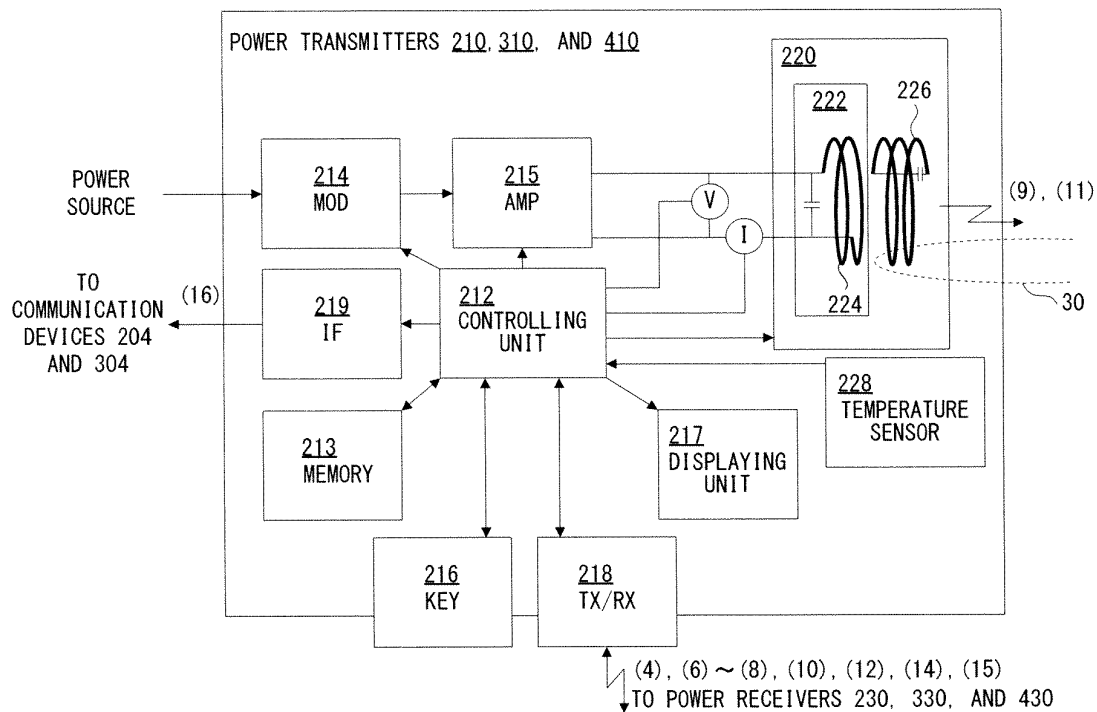 POWER TRANSMITTERS 210, 310, AND 410
220
222
226
214
MOD
215
AMP
POWER
SOURCE
V
I
(9), (11)
224
30
TO
COMMUNICATION
DEVICES 204
AND 304
(16)
219
IF
212
CONTROLLING
UNIT
228
TEMPERATURE
SENSOR
213
MEMORY
217
DISPLAYING
UNIT
216
KEY
218
TX/RX
(4), (6)~(8), (10), (12), (14), (15)
TO POWER RECEIVERS 230, 330, AND 430